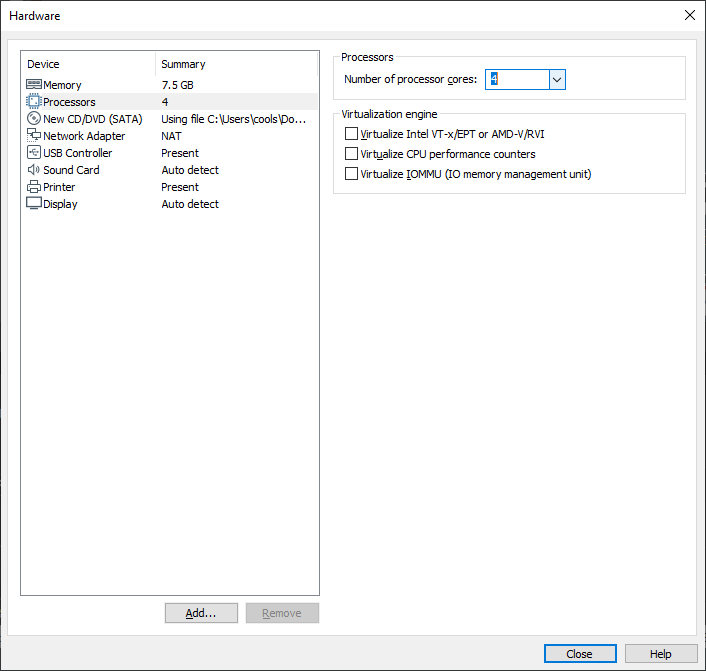 Hardware
Device Summary
Memory 7.5 GB
Processors 4
New CD/DVD (SATA) Using file C:\Users\cools\Do...
Network Adapter NAT
USB Controller Present
Sound Card Auto detect
Printer Present
Display Auto detect
Add...
Remove
Processors
Number of processor cores: 4
Virtualization engine
Virtualize Intel VT-x/EPT or AMD-V/RVI
Virtualize CPU performance counters
Virtualize IOMMU (IO memory management unit)
Close
Help